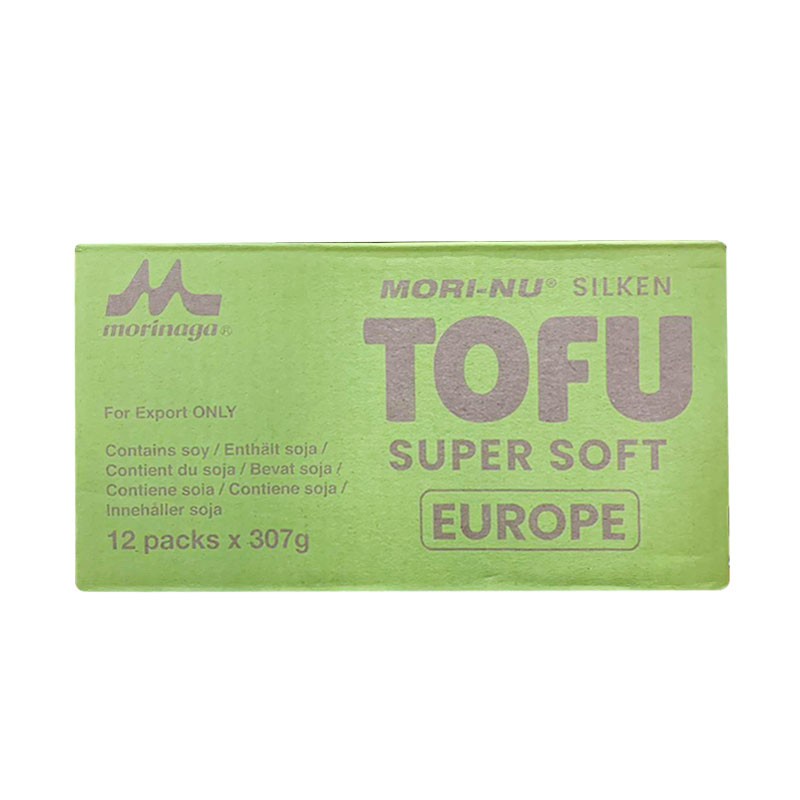 morinaga®
MORI-NU® SILKEN
TOFU
SUPER SOFT
EUROPE
For Export ONLY
Contains soy / Enthält soja /
Contient du soja / Bevat soja /
Contiene soia / Contiene soja /
Innehåller soja
12 packs x 307g